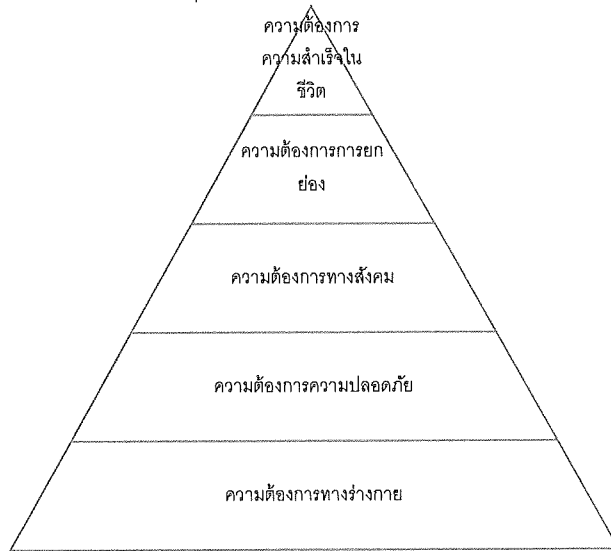 ความต้องการ
ความสำเร็จใน
ชีวิต
ความต้องการการยก
ย่อง
ความต้องการทางสังคม
ความต้องการความปลอดภัย
ความต้องการทางร่างกาย